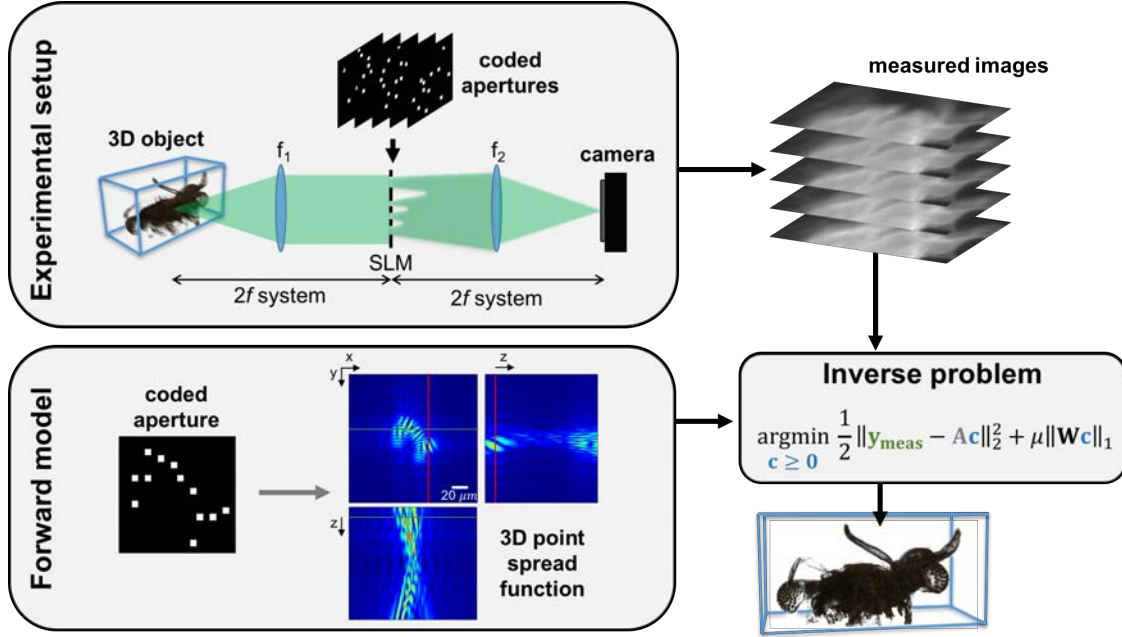 Experimental setup
coded
apertures
3D object
f₁
f₂
camera
SLM
2f system
2f system
measured images
Forward model
coded
aperture
x
y
z
20 μm
z
3D point
spread
function
Inverse problem
argmin 1/2 ‖y_meas − Ac‖₂² + μ‖Wc‖₁
c ≥ 0